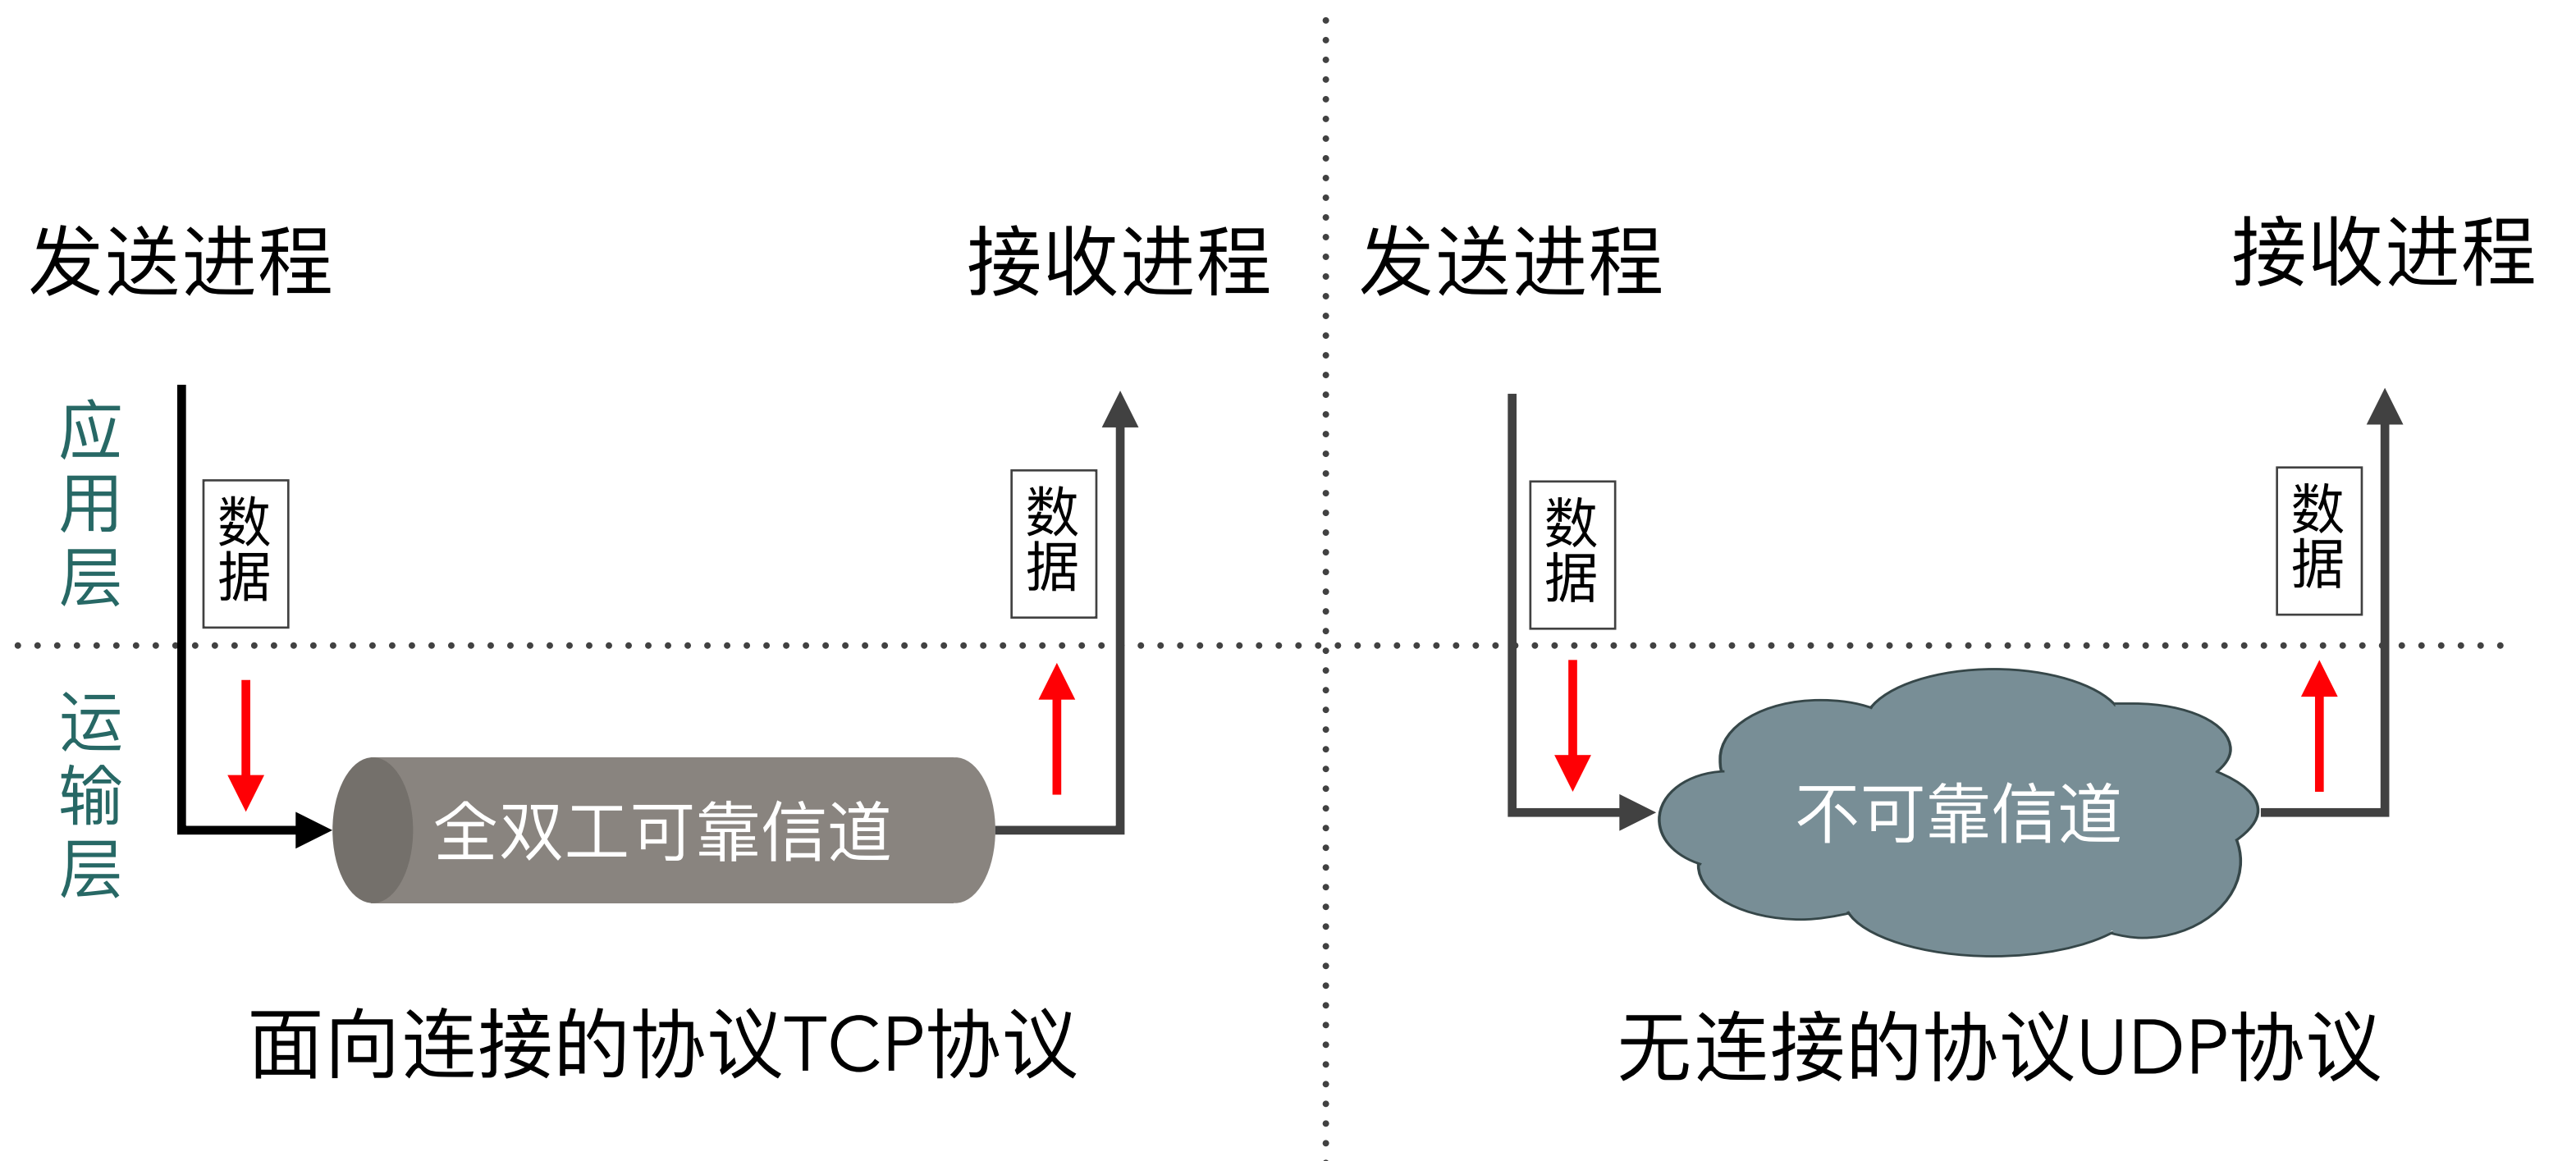 发送进程
接收进程
应用层
数据
数据
运输层
全双工可靠信道
面向连接的协议TCP协议
发送进程
接收进程
数据
数据
不可靠信道
无连接的协议UDP协议